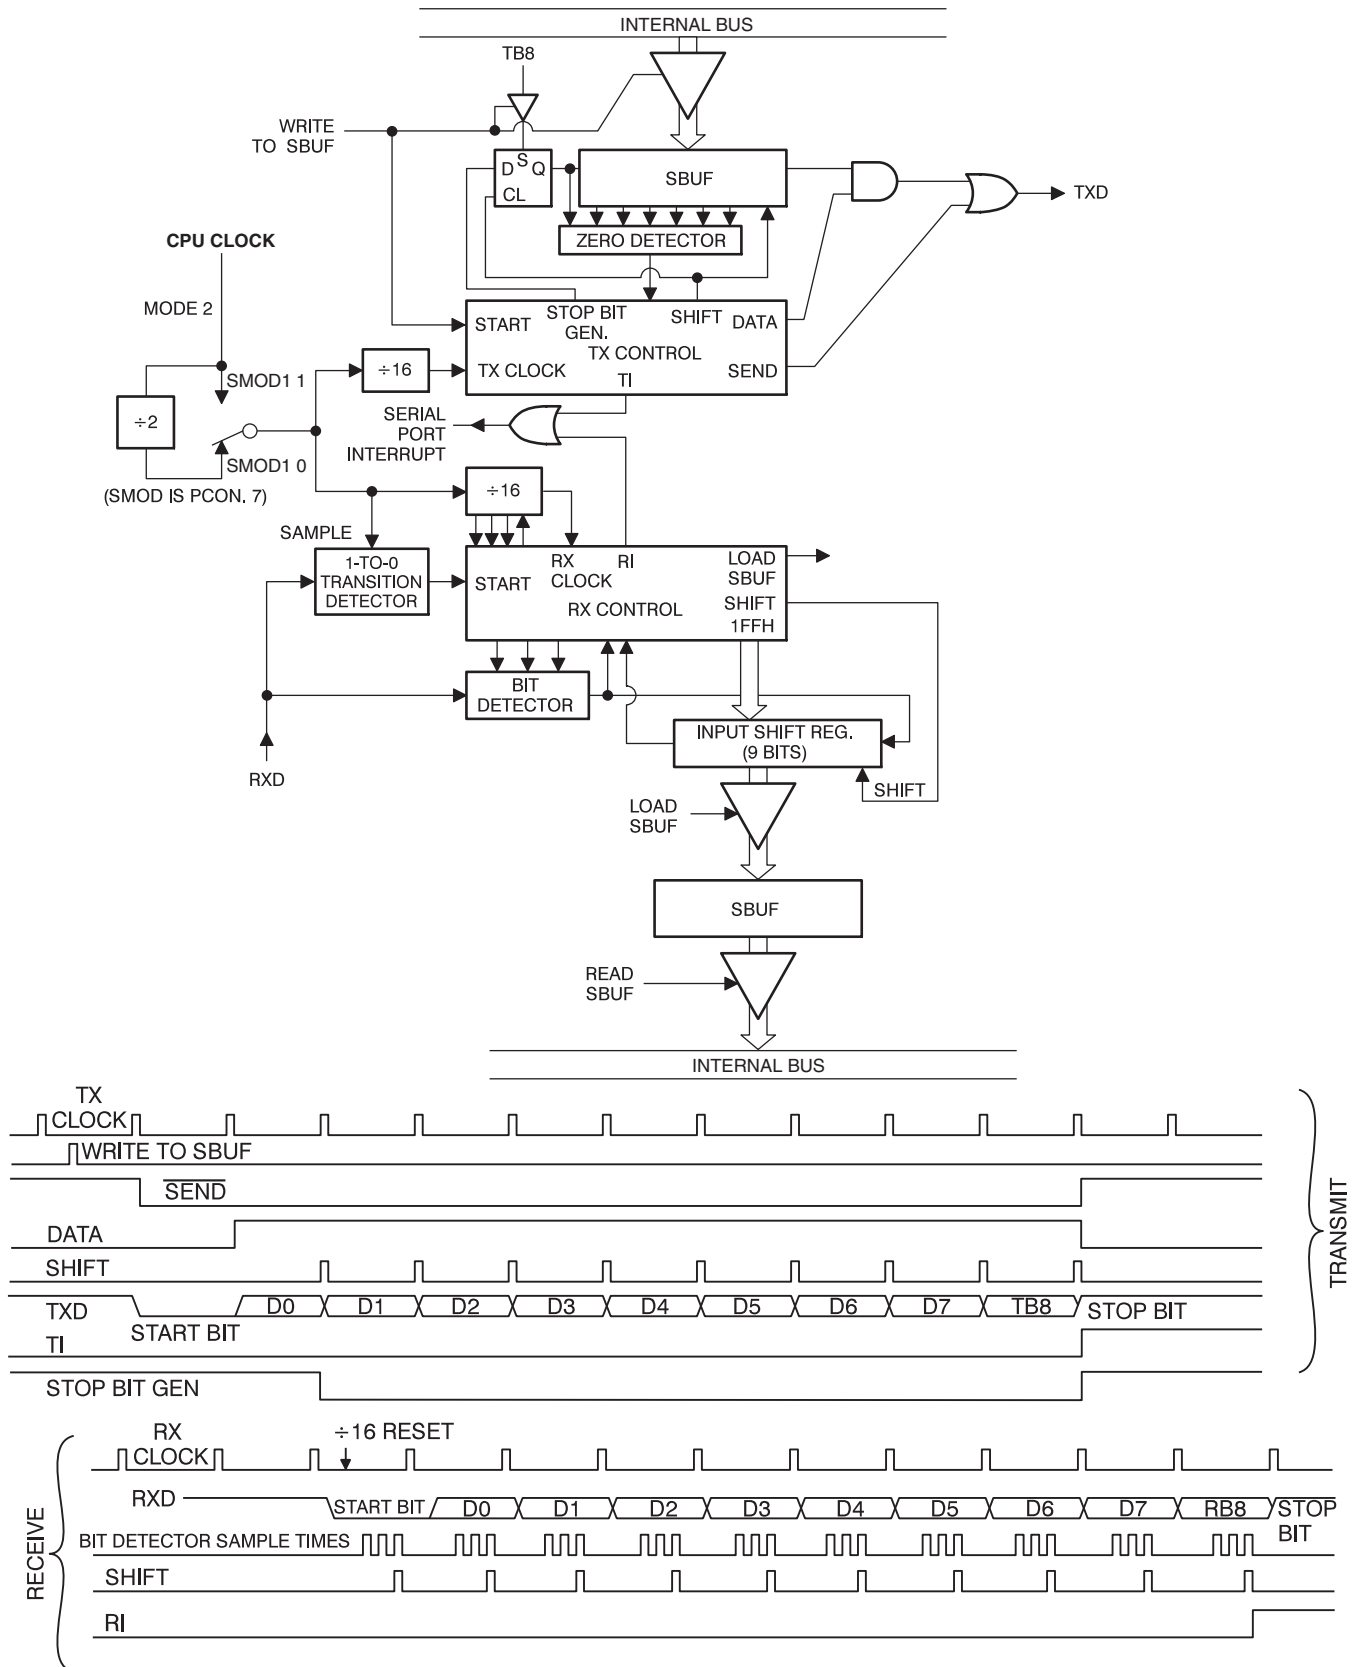 INTERNAL BUS
TB8
WRITE
TO SBUF
D S Q
CL
SBUF
TXD
ZERO DETECTOR
CPU CLOCK
MODE 2
STOP BIT
GEN.
SHIFT
DATA
START
TX CONTROL
÷16
TX CLOCK
TI
SEND
SMOD1 1
÷2
SERIAL
PORT
INTERRUPT
SMOD1 0
(SMOD IS PCON. 7)
÷16
SAMPLE
1-TO-0
TRANSITION
DETECTOR
START
RX
CLOCK
RI
LOAD
SBUF
RX CONTROL
SHIFT
1FFH
BIT
DETECTOR
INPUT SHIFT REG.
(9 BITS)
RXD
SHIFT
LOAD
SBUF
SBUF
READ
SBUF
INTERNAL BUS
TX
CLOCK
WRITE TO SBUF
SEND
DATA
SHIFT
TXD
START BIT
D0 D1 D2 D3 D4 D5 D6 D7 TB8 STOP BIT
TI
STOP BIT GEN
TRANSMIT
RX
CLOCK
÷16 RESET
RXD
START BIT D0 D1 D2 D3 D4 D5 D6 D7 RB8 STOP
BIT
BIT DETECTOR SAMPLE TIMES
SHIFT
RI
RECEIVE